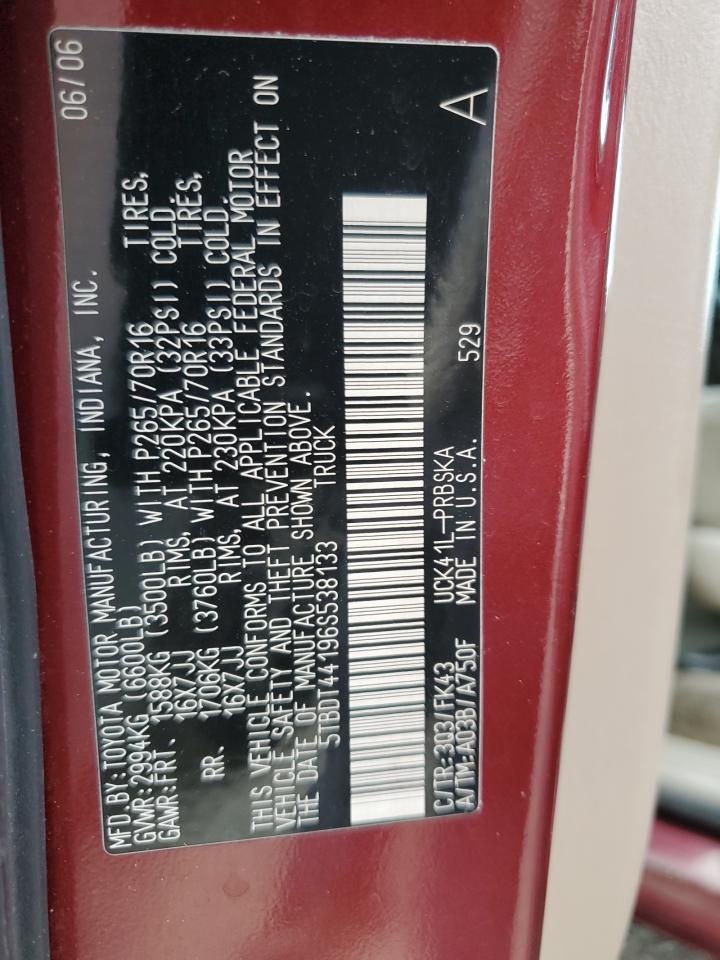 MFD.BY:TOYOTA MOTOR MANUFACTURING, INDIANA, INC. 06/06
GVWR:2994KG (6600LB)
GAWR:FRT. 1588KG (3500LB) WITH P265/70R16 TIRES,
16X7JJ RIMS, AT 220KPA (32PSI) COLD
RR. 1706KG (3760LB) WITH P265/70R16 TIRES,
16X7JJ RIMS, AT 230KPA (33PSI) COLD.
THIS VEHICLE CONFORMS TO ALL APPLICABLE FEDERAL MOTOR
VEHICLE SAFETY AND THEFT PREVENTION STANDARDS IN EFFECT ON
THE DATE OF MANUFACTURE SHOWN ABOVE.
5TBDT44196S538133 TRUCK
C/TR:3Q3/FK43 UCK41L-PRBSKA 529
A/TM:A03B/A750F MADE IN U.S.A. A